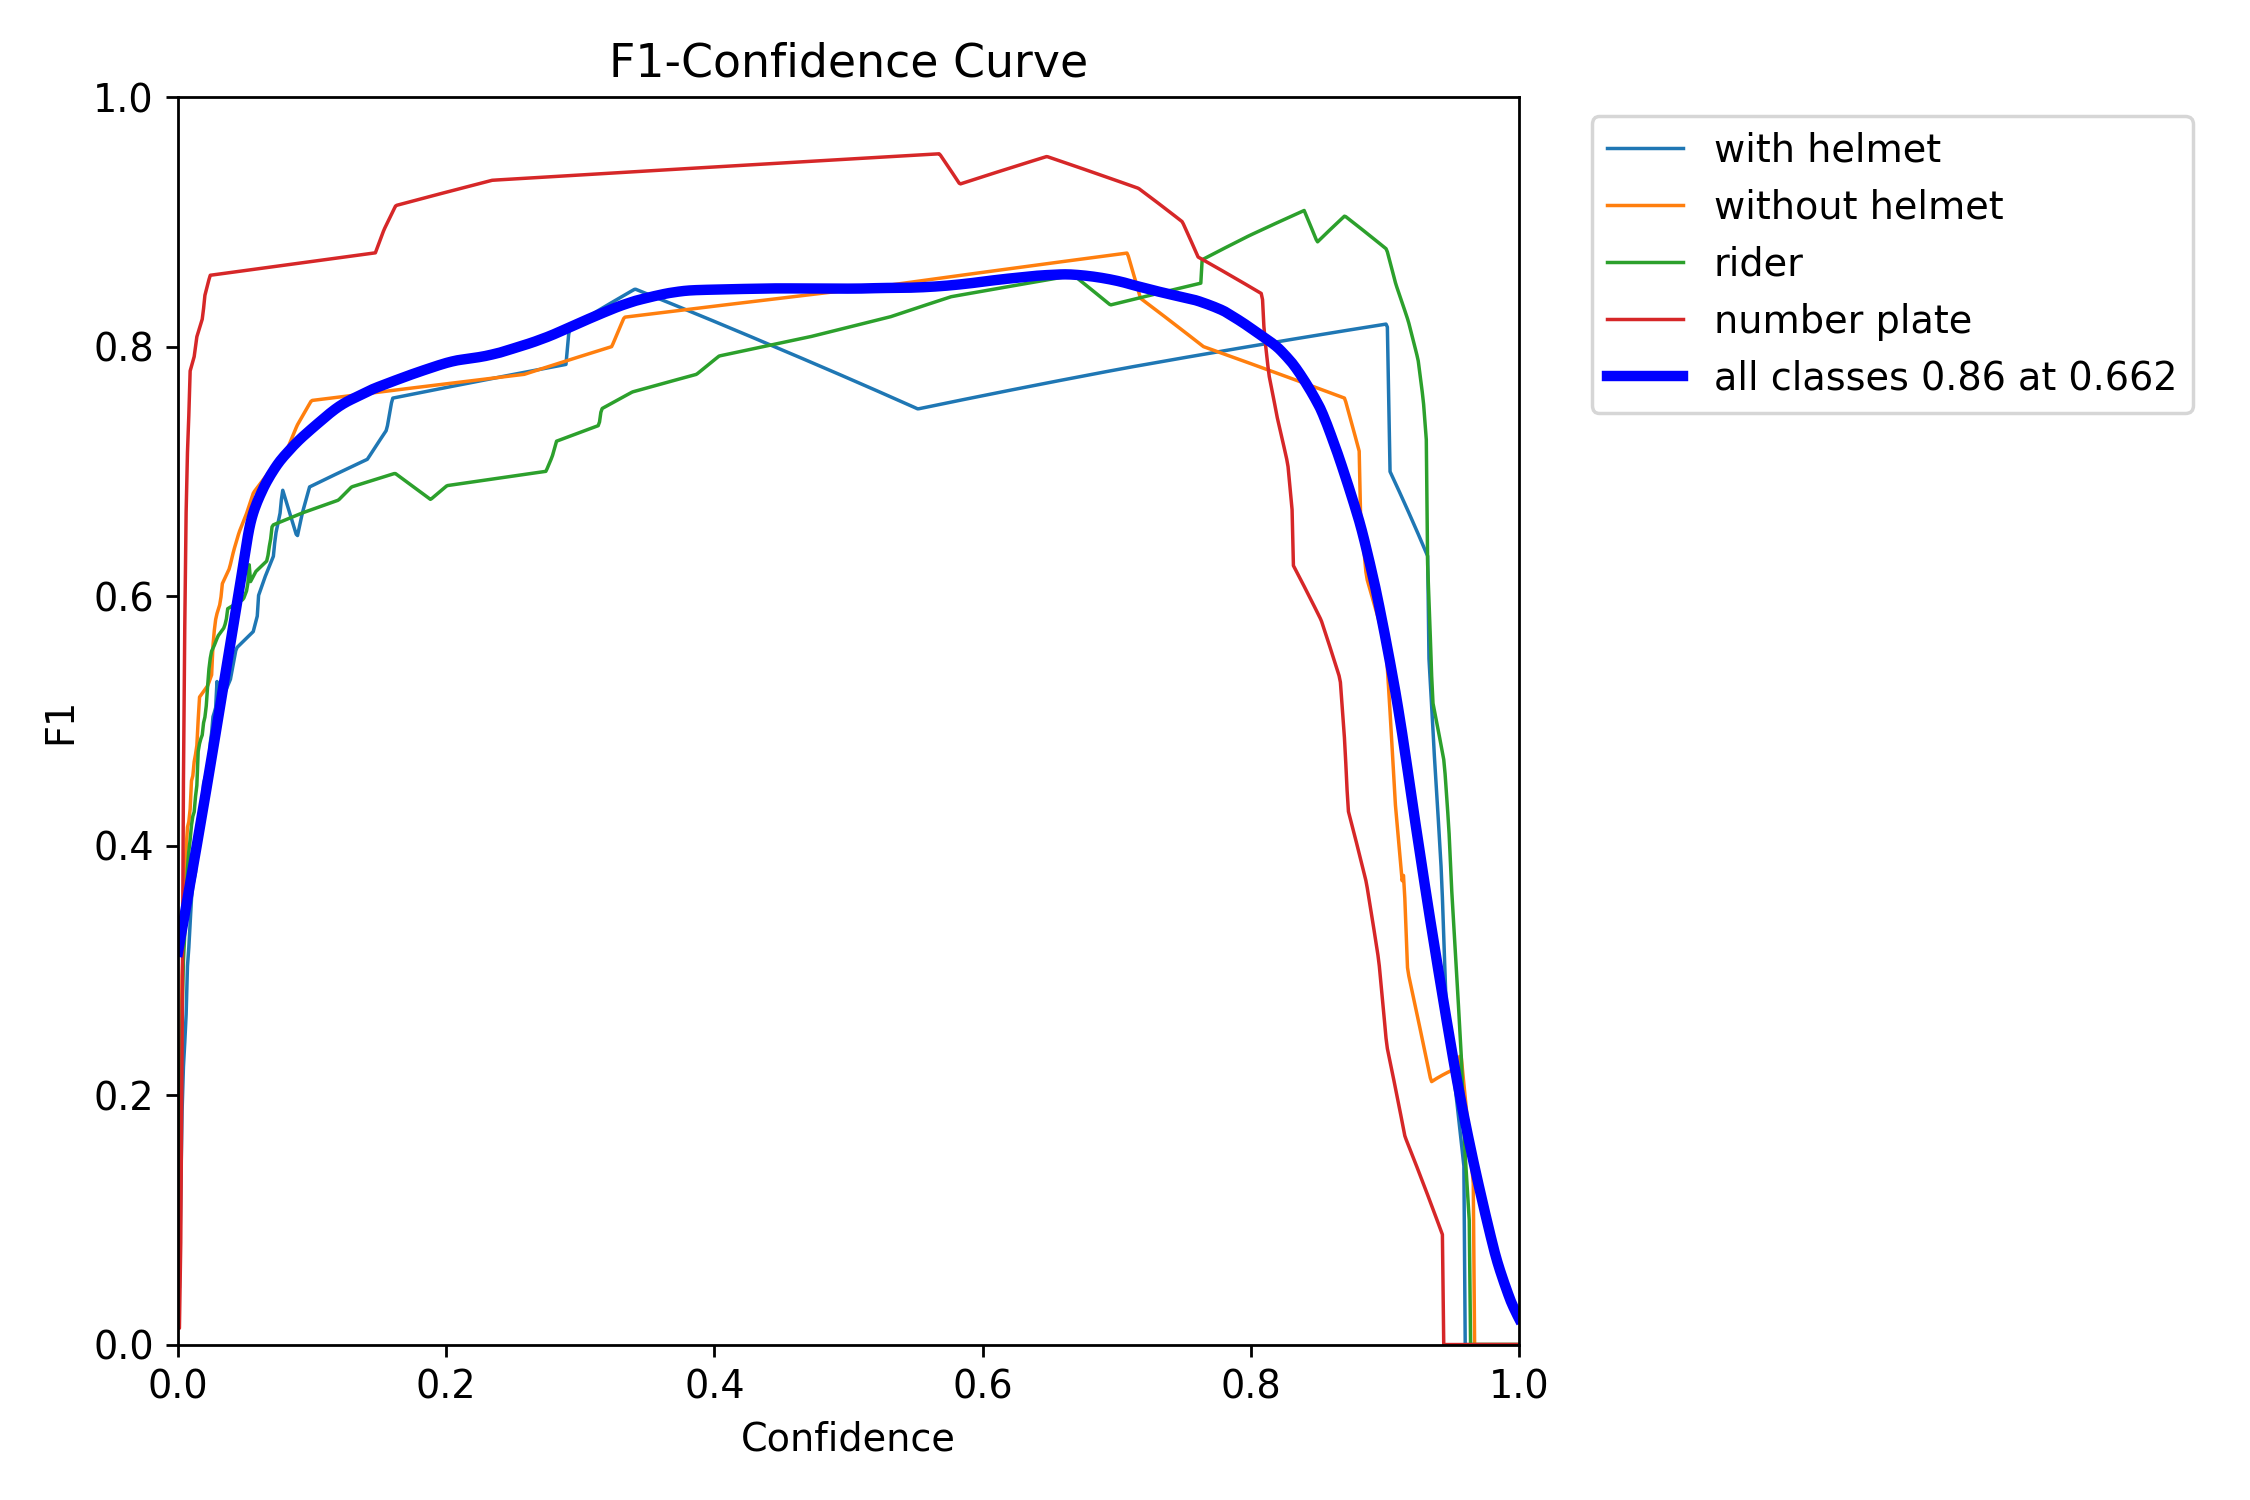 F1-Confidence Curve
1.0
0.8
0.6
0.4
0.2
0.0
F1
0.0 0.2 0.4 0.6 0.8 1.0
Confidence
with helmet
without helmet
rider
number plate
all classes 0.86 at 0.662